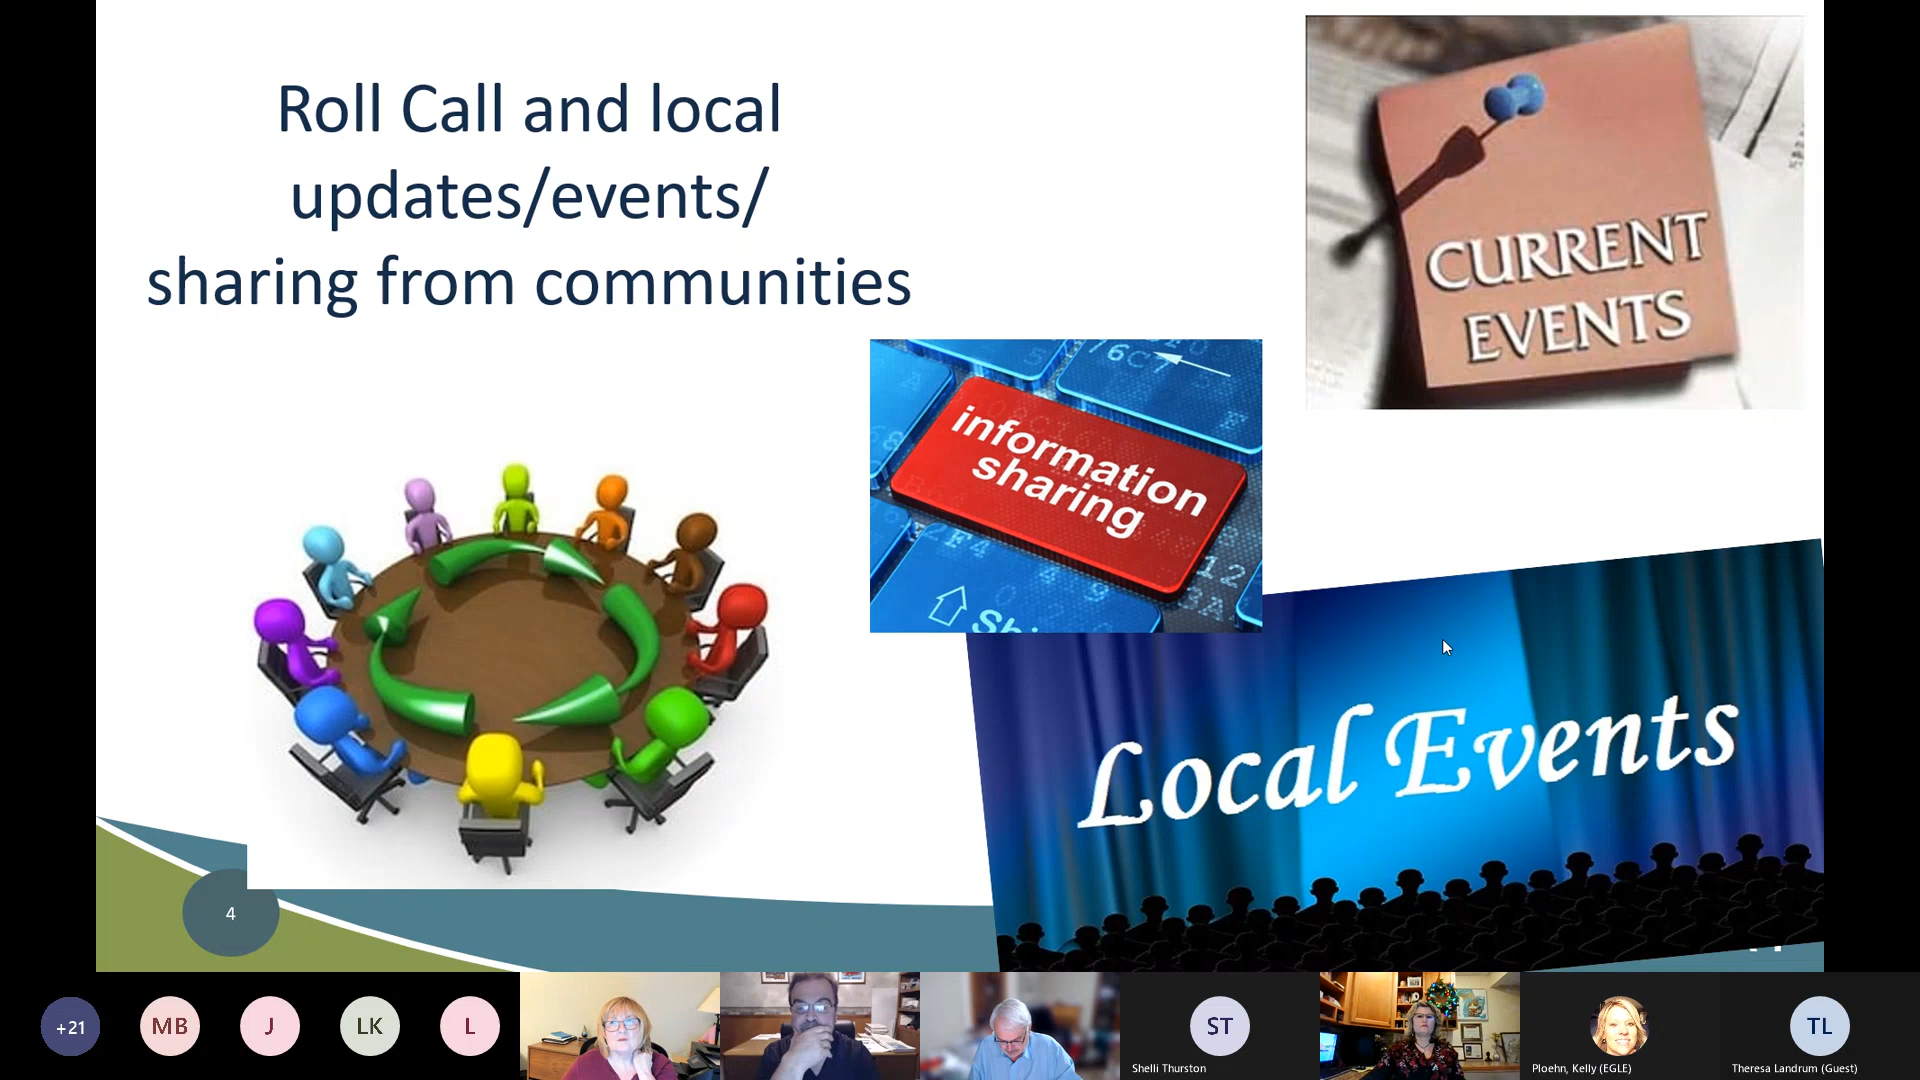 Roll Call and local
updates/events/
sharing from communities
CURRENT
EVENTS
information
sharing
Local Events
4
+21
MB
J
LK
L
ST
Shelli Thurston
Ploehn, Kelly (EGLE)
TL
Theresa Landrum (Guest)